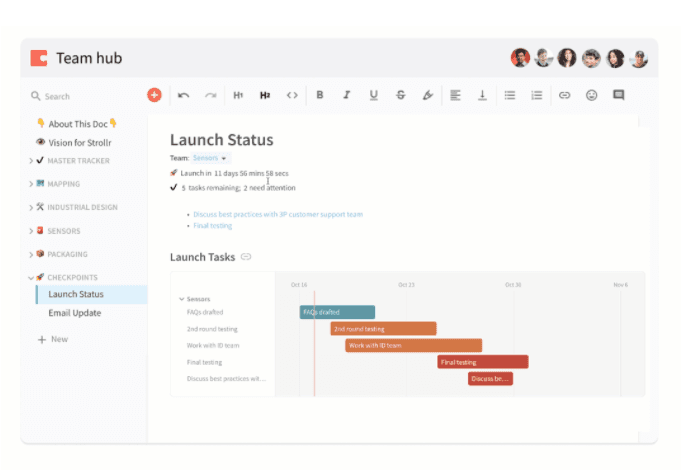 Team hub
Search
About This Doc
Vision for Strollr
MASTER TRACKER
MAPPING
INDUSTRIAL DESIGN
SENSORS
PACKAGING
CHECKPOINTS
Launch Status
Email Update
New
H1 H2 <> B I U S
Launch Status
Team: Sensors
Launch in 11 days 56 mins 58 secs
5 tasks remaining; 2 need attention
Discuss best practices with 3P customer support team
Final testing
Launch Tasks
Oct 16 Oct 23 Oct 30 Nov 6
Sensors
FAQs drafted FAQs drafted
2nd round testing 2nd round testing
Work with ID team Work with ID team
Final testing Final testing
Discuss best practices wit... Discuss bn...